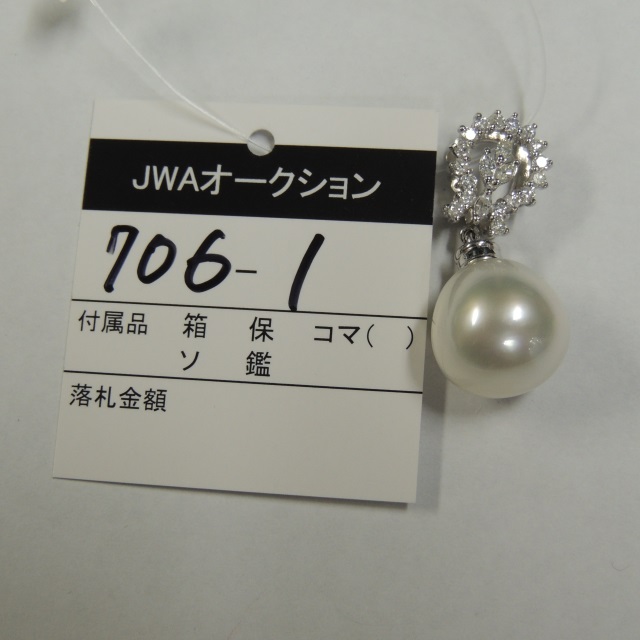 JWAオークション
706-1
付属品 箱 保 コマ( )
ソ 鑑
落札金額